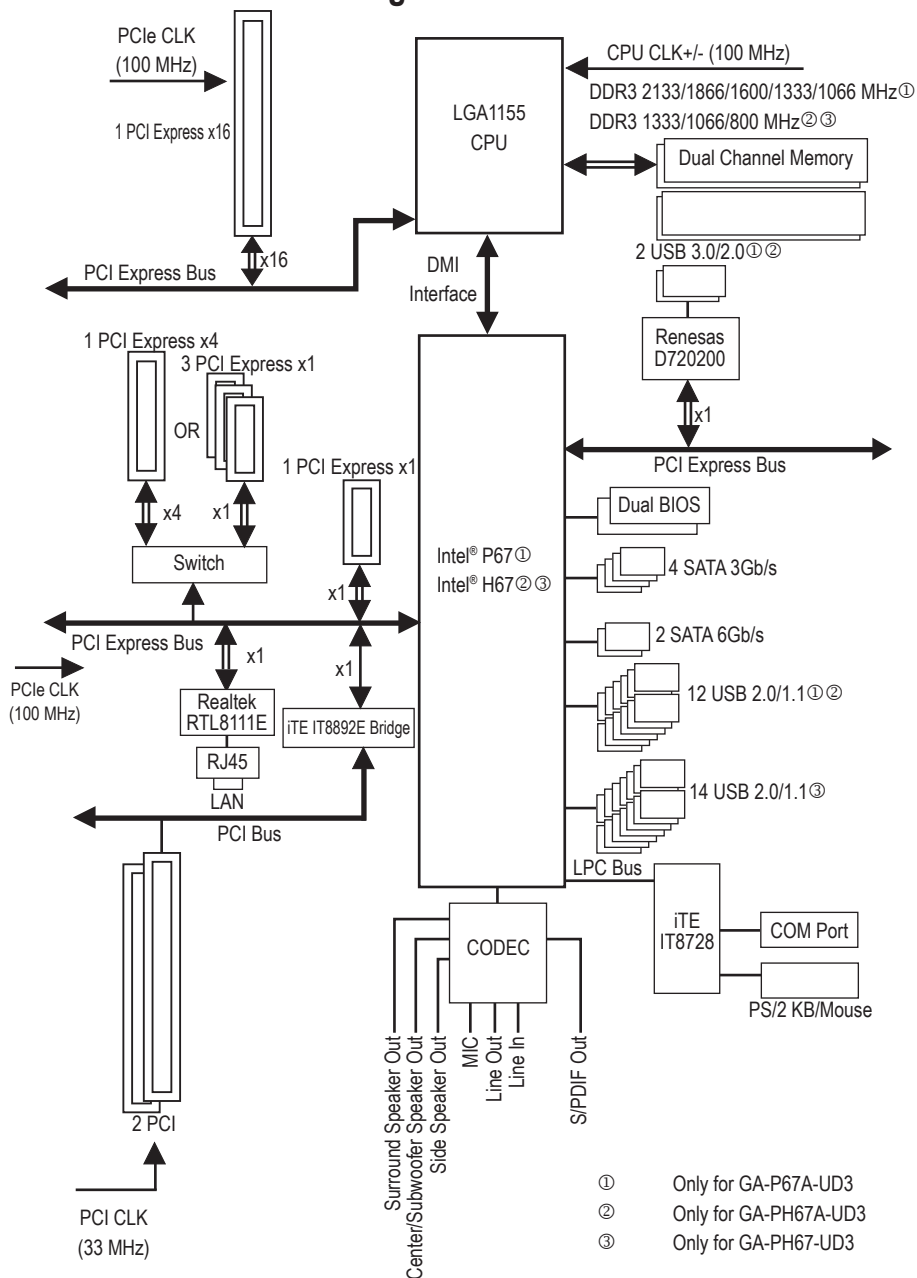 PCIe CLK
(100 MHz)
1 PCI Express x16
x16
PCI Express Bus
LGA1155
CPU
CPU CLK+/- (100 MHz)
DDR3 2133/1866/1600/1333/1066 MHz①
DDR3 1333/1066/800 MHz②③
Dual Channel Memory
2 USB 3.0/2.0①②
Renesas
D720200
x1
PCI Express Bus
DMI
Interface
1 PCI Express x4
3 PCI Express x1
OR
1 PCI Express x1
x4
x1
Switch
x1
PCI Express Bus
PCIe CLK
(100 MHz)
x1
x1
Realtek
RTL8111E
iTE IT8892E Bridge
RJ45
LAN
PCI Bus
Intel® P67①
Intel® H67②③
Dual BIOS
4 SATA 3Gb/s
2 SATA 6Gb/s
12 USB 2.0/1.1①②
14 USB 2.0/1.1③
LPC Bus
iTE
IT8728
COM Port
PS/2 KB/Mouse
CODEC
Surround Speaker Out
Center/Subwoofer Speaker Out
Side Speaker Out
MIC
Line Out
Line In
S/PDIF Out
2 PCI
PCI CLK
(33 MHz)
① Only for GA-P67A-UD3
② Only for GA-PH67A-UD3
③ Only for GA-PH67-UD3